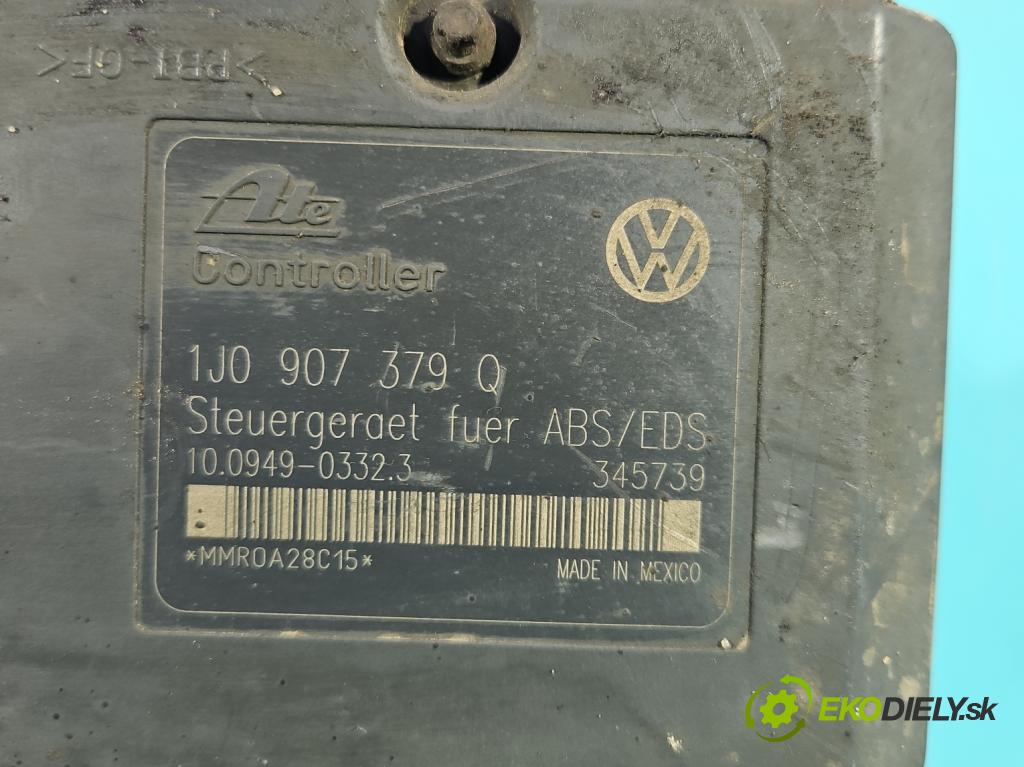 >PBT-GF<
Ate
Controller
1J0 907 379 Q
Steuergeraet fuer ABS/EDS
10.0949-0332.3 345739
*MMROA28C15*
MADE IN MEXICO
EKODIELY.sk